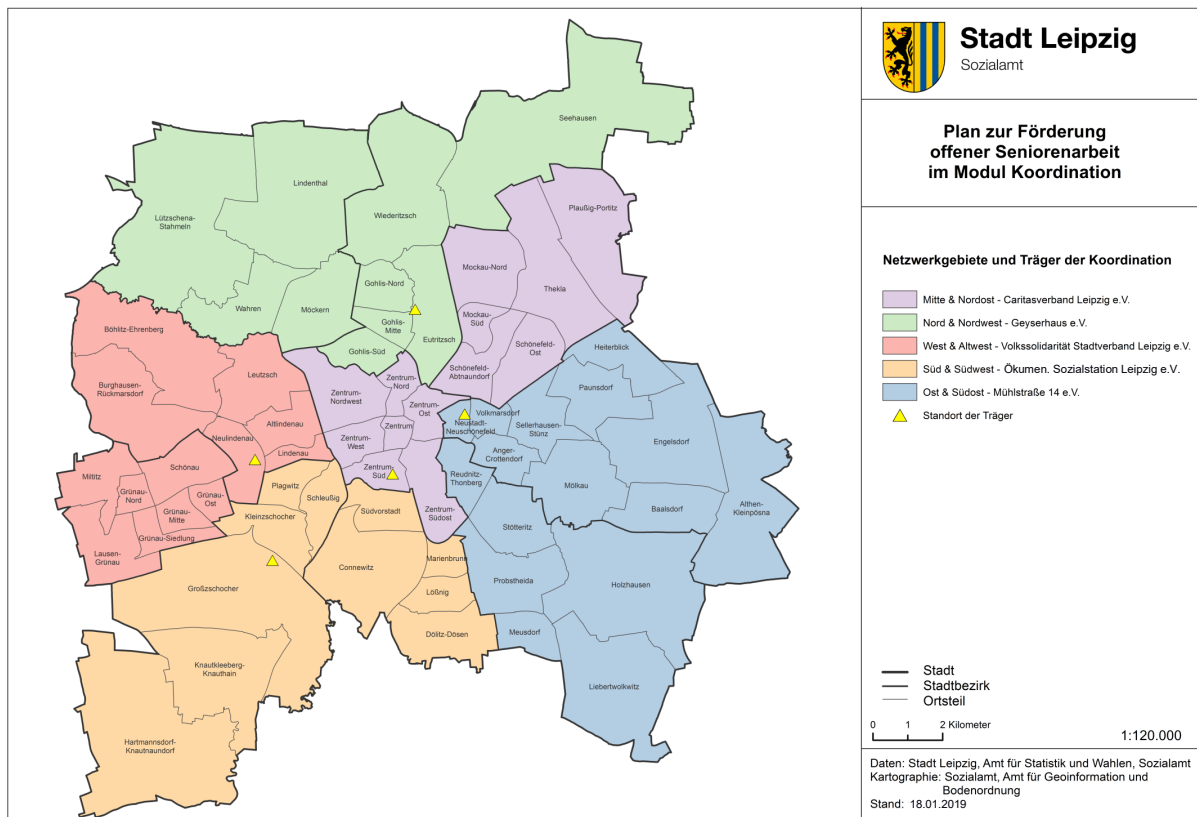 Stadt Leipzig
Sozialamt
Plan zur Förderung
offener Seniorenarbeit
im Modul Koordination
Netzwerkgebiete und Träger der Koordination
Mitte & Nordost - Caritasverband Leipzig e.V.
Nord & Nordwest - Geyserhaus e.V.
West & Altwest - Volkssolidarität Stadtverband Leipzig e.V.
Süd & Südwest - Ökumen. Sozialstation Leipzig e.V.
Ost & Südost - Mühlstraße 14 e.V.
Standort der Träger
Stadt
Stadtbezirk
Ortsteil
0 1 2 Kilometer
1:120.000
Daten: Stadt Leipzig, Amt für Statistik und Wahlen, Sozialamt
Kartographie: Sozialamt, Amt für Geoinformation und
Bodenordnung
Stand: 18.01.2019
Seehausen
Lindenthal
Lützschena-
Stahmeln
Wiederitzsch
Plaußig-Portitz
Mockau-Nord
Thekla
Gohlis-Nord
Wahren
Möckern
Gohlis-
Mitte
Eutritzsch
Mockau-
Süd
Gohlis-Süd
Schönefeld-
Ost
Schönefeld-
Abtnaundorf
Heiterblick
Böhlitz-Ehrenberg
Leutzsch
Burghausen-
Rückmarsdorf
Zentrum-
Nord
Zentrum-
Nordwest
Paunsdorf
Zentrum-
Ost
Volkmarsdorf
Neustadt-
Neuschönefeld
Sellerhausen-
Stünz
Altlindenau
Zentrum
Neulindenau
Zentrum-
West
Engelsdorf
Lindenau
Anger-
Crottendorf
Schönau
Zentrum-
Süd
Reudnitz-
Thonberg
Miltitz
Plagwitz
Mölkau
Grünau-
Nord
Grünau-
Ost
Schleußig
Althen-
Kleinpösna
Grünau-
Mitte
Kleinzschocher
Südvorstadt
Zentrum-
Südost
Baalsdorf
Grünau-Siedlung
Stötteritz
Lausen-
Grünau
Marienbrunn
Connewitz
Großzschocher
Probstheida
Holzhausen
Lößnig
Dölitz-Dösen
Meusdorf
Knautkleeberg-
Knauthain
Liebertwolkwitz
Hartmannsdorf-
Knautnaundorf